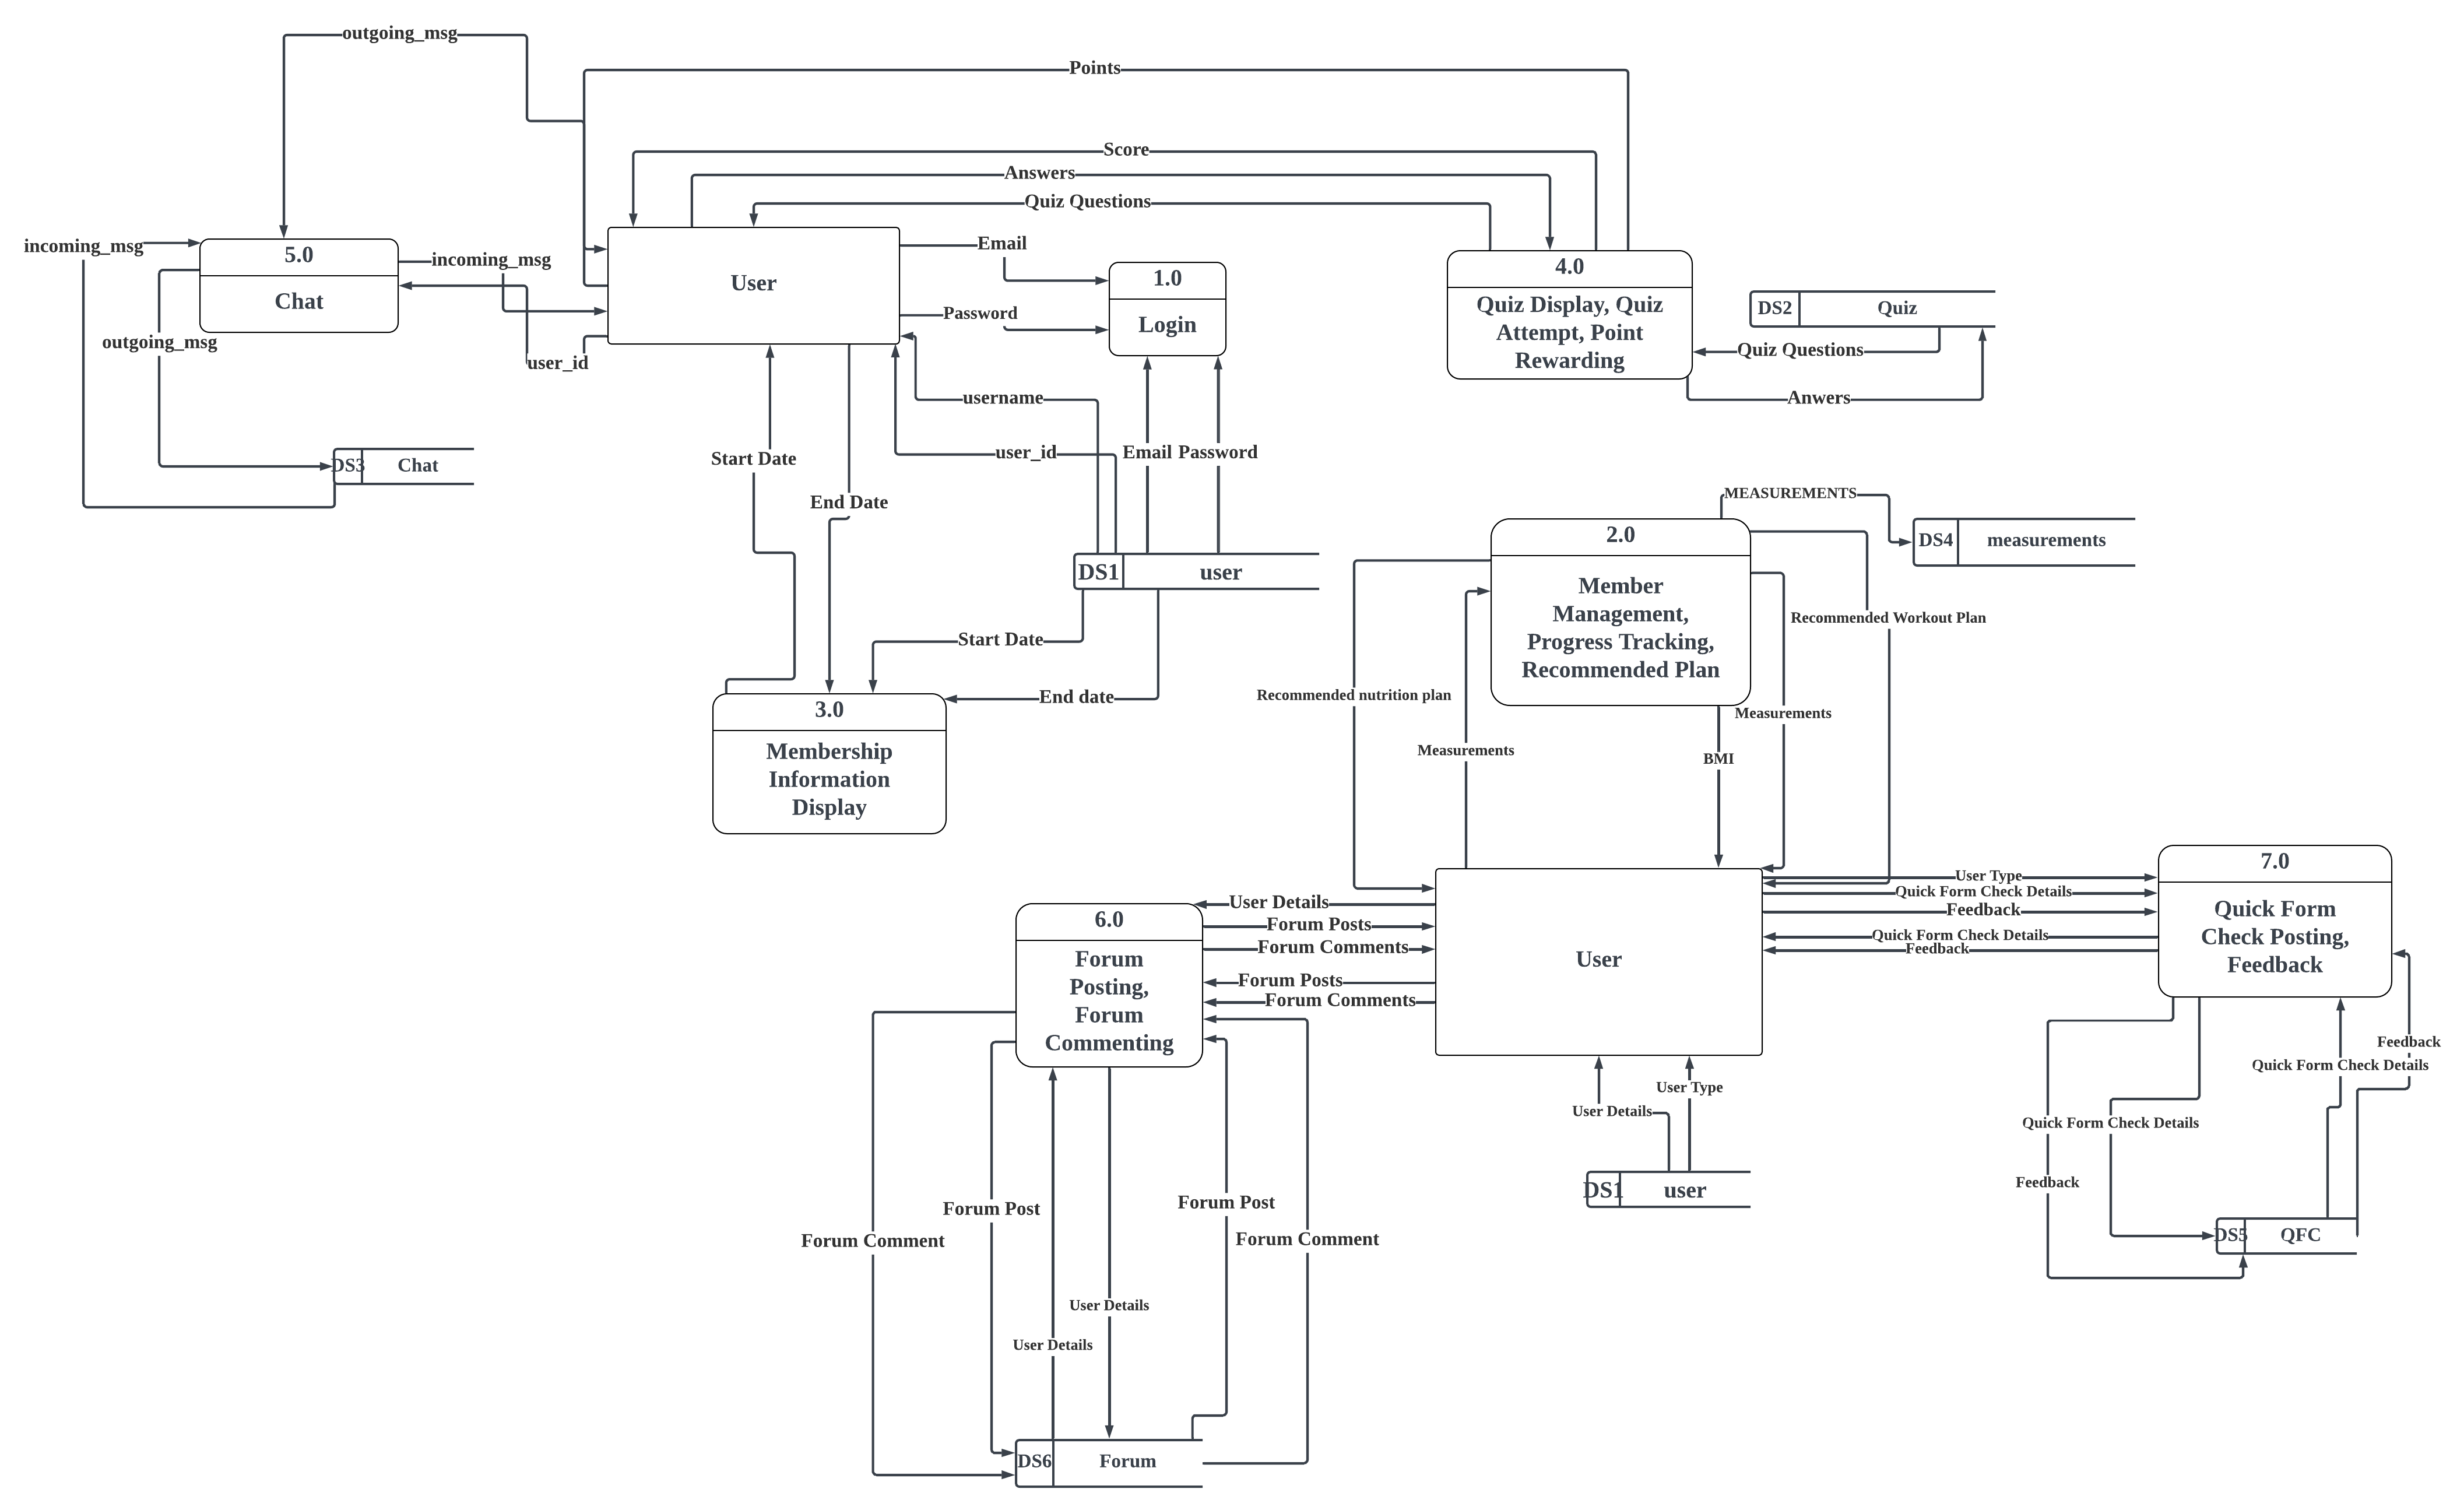 outgoing_msg
Points
Score
Answers
Quiz Questions
incoming_msg
5.0
Chat
incoming_msg
outgoing_msg
user_id
User
Email
Password
1.0
Login
4.0
Quiz Display, Quiz
Attempt, Point
Rewarding
DS2
Quiz
Quiz Questions
Anwers
username
user_id
Email
Password
Start Date
End Date
DS3
Chat
DS1
user
Start Date
End date
3.0
Membership
Information
Display
MEASUREMENTS
DS4
measurements
2.0
Member
Management,
Progress Tracking,
Recommended Plan
Recommended Workout Plan
Recommended nutrition plan
Measurements
Measurements
BMI
User Type
Quick Form Check Details
Feedback
Quick Form Check Details
Feedback
7.0
Quick Form
Check Posting,
Feedback
User Details
Forum Posts
Forum Comments
Forum Posts
Forum Comments
6.0
Forum
Posting,
Forum
Commenting
User
User Type
User Details
DS1
user
Feedback
Quick Form Check Details
Quick Form Check Details
Feedback
DS5
QFC
Forum Post
Forum Post
Forum Comment
Forum Comment
User Details
User Details
DS6
Forum